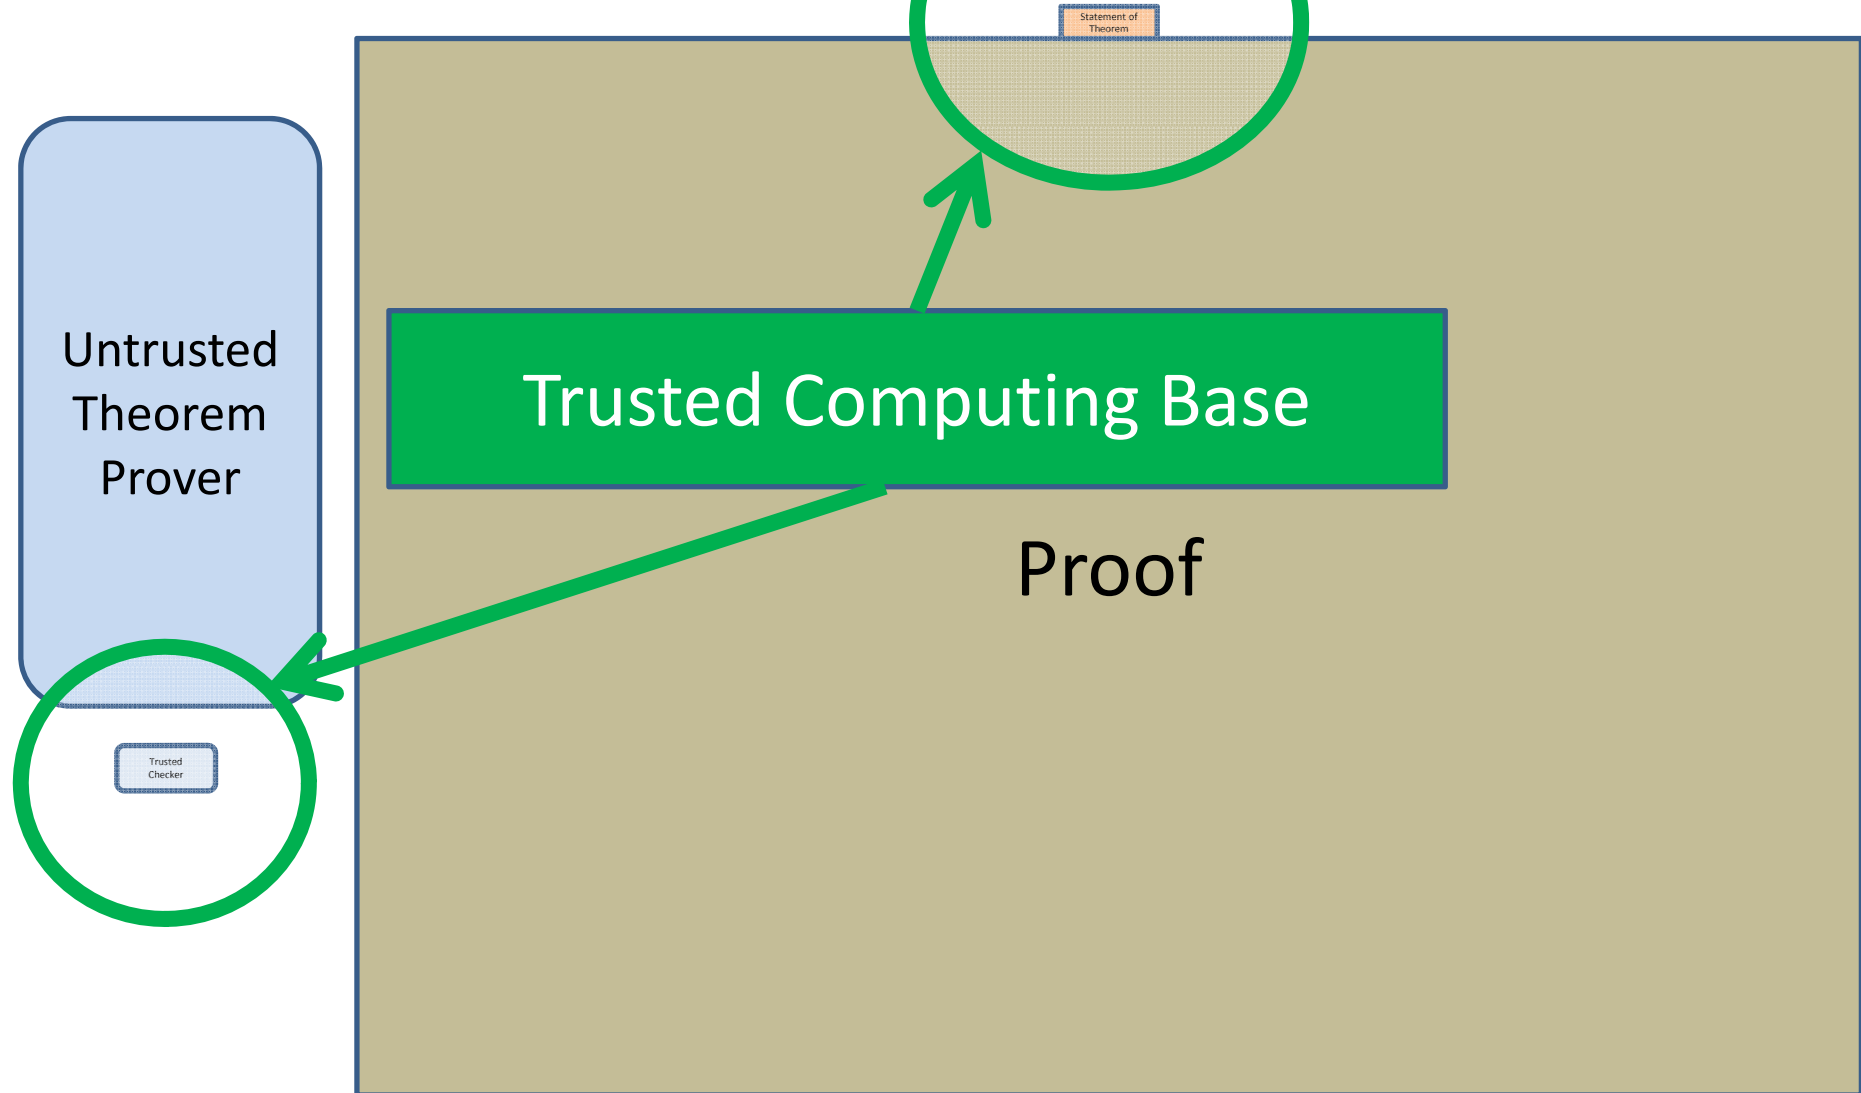 Statement of
Theorem
Untrusted
Theorem
Prover
Trusted Computing Base
Proof
Trusted
Checker